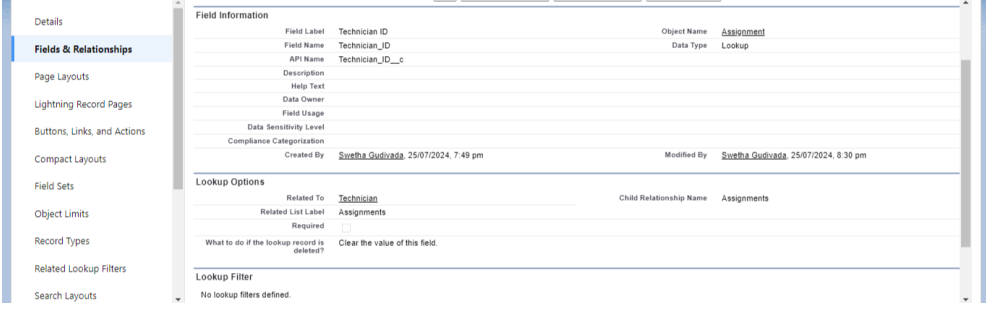 Details
Fields & Relationships
Page Layouts
Lightning Record Pages
Buttons, Links, and Actions
Compact Layouts
Field Sets
Object Limits
Record Types
Related Lookup Filters
Search Layouts
Field Information
Field Label Technician ID Object Name Assignment
Field Name Technician_ID Data Type Lookup
API Name Technician_ID__c
Description
Help Text
Data Owner
Field Usage
Data Sensitivity Level
Compliance Categorization
Created By Swetha Gudivada, 25/07/2024, 7:49 pm Modified By Swetha Gudivada, 25/07/2024, 8:30 pm
Lookup Options
Related To Technician Child Relationship Name Assignments
Related List Label Assignments
Required
What to do if the lookup record is Clear the value of this field.
deleted?
Lookup Filter
No lookup filters defined.